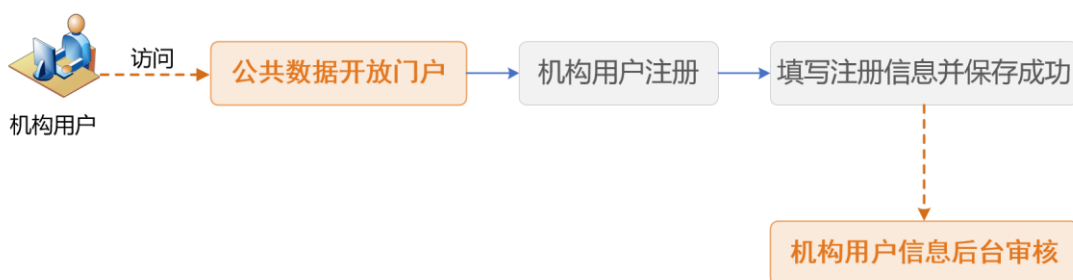 访问
公共数据开放门户
机构用户注册
填写注册信息并保存成功
机构用户
机构用户信息后台审核